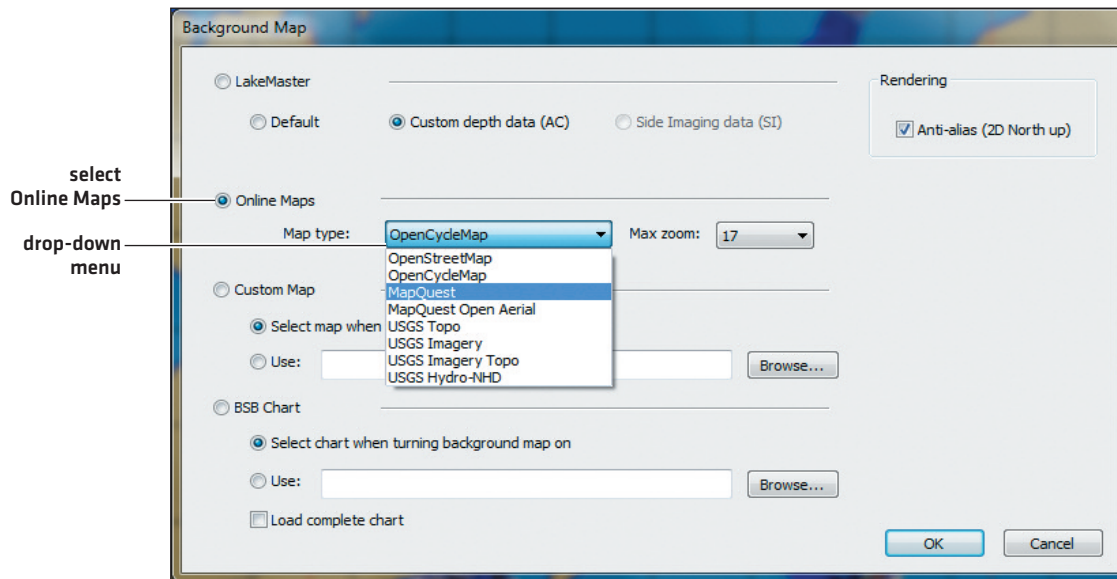 Background Map
LakeMaster
Rendering
Default
Custom depth data (AC)
Side Imaging data (SI)
Anti-alias (2D North up)
select
Online Maps
Online Maps
drop-down
menu
Map type:
OpenCycleMap
Max zoom:
17
OpenStreetMap
OpenCycleMap
MapQuest
MapQuest Open Aerial
USGS Topo
USGS Imagery
USGS Imagery Topo
USGS Hydro-NHD
Custom Map
Select map when
Use:
Browse...
BSB Chart
Select chart when turning background map on
Use:
Browse...
Load complete chart
OK
Cancel